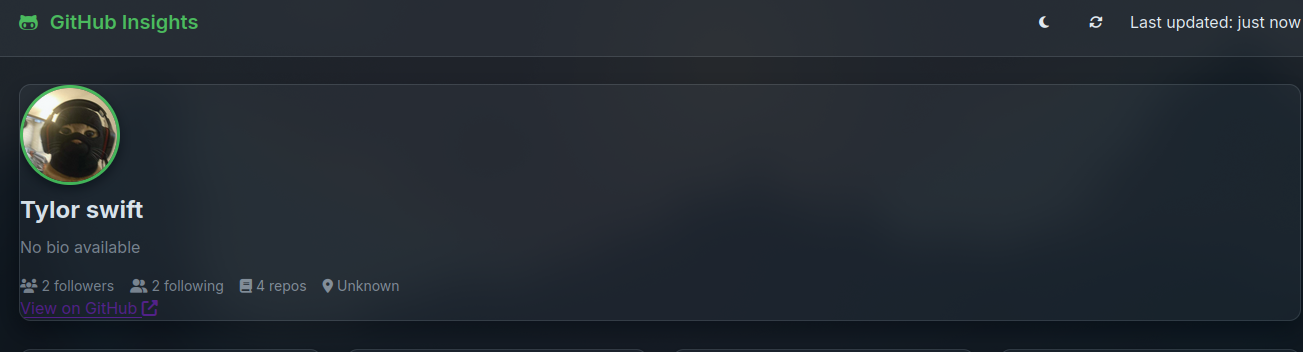 GitHub Insights
Last updated: just now
Tylor swift
No bio available
2 followers 2 following 4 repos Unknown
View on GitHub